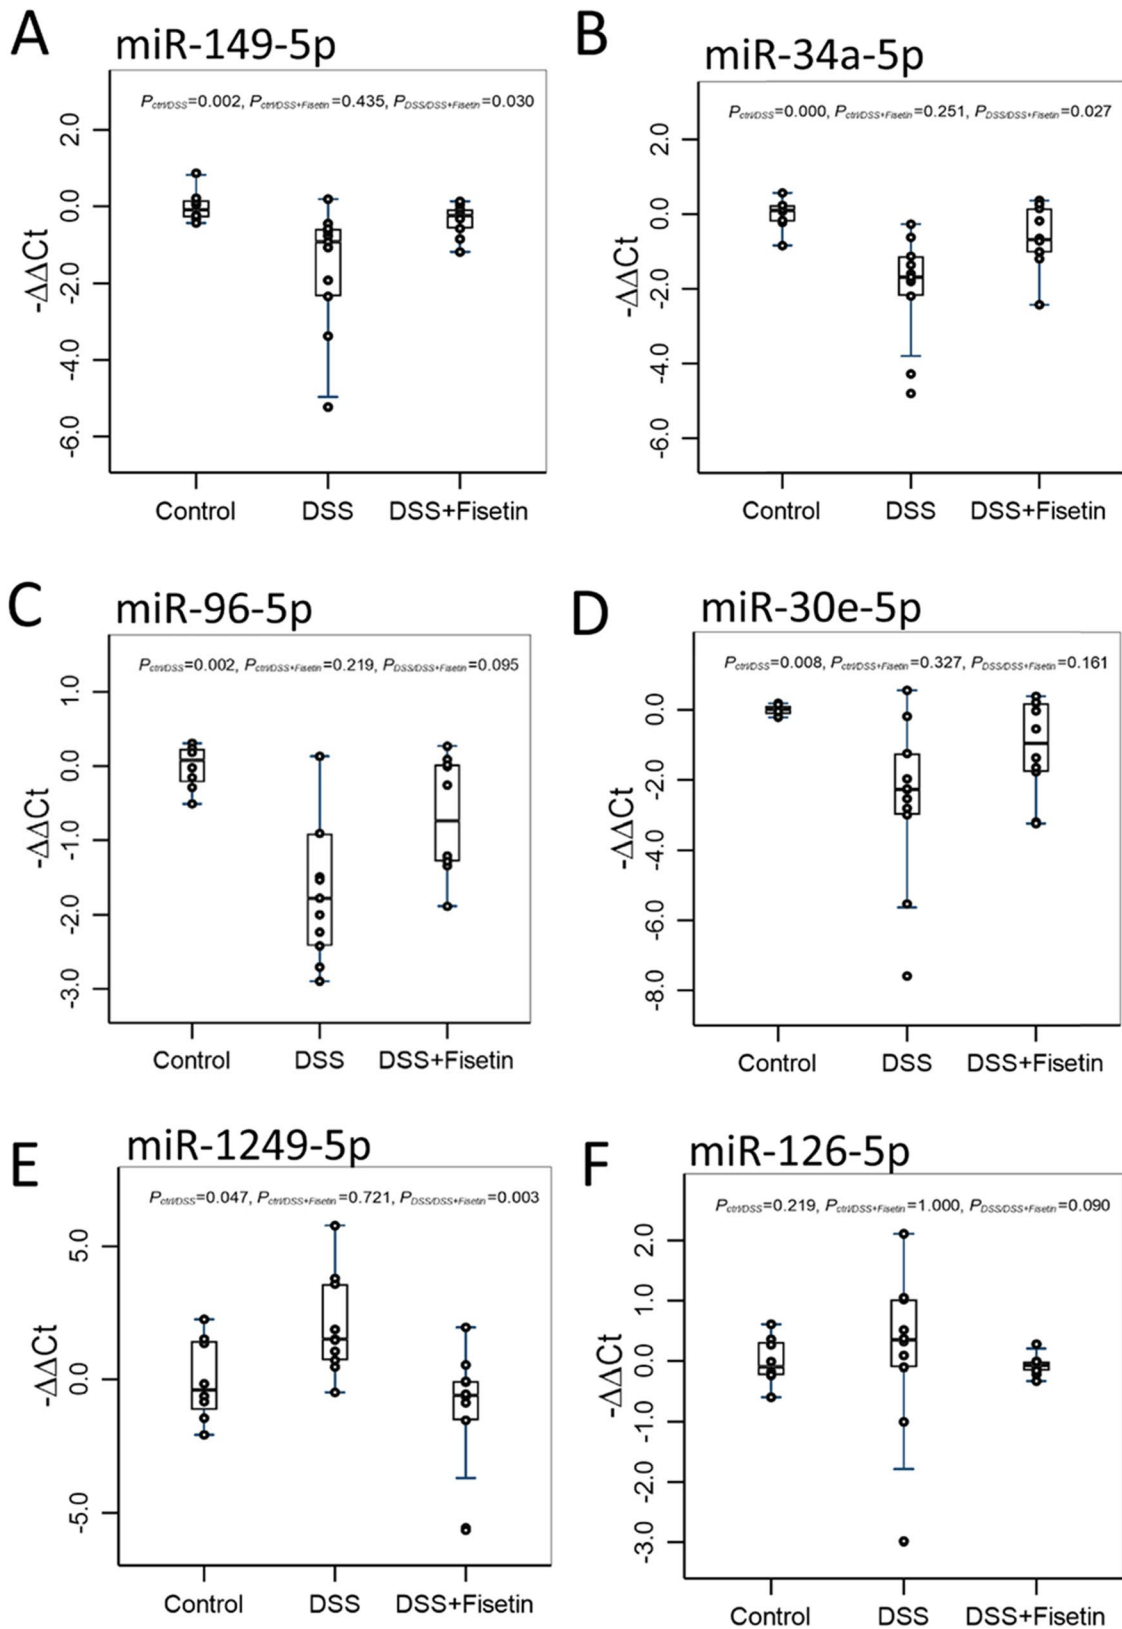 A
miR-149-5p
Pctrl/DSS=0.002, Pctrl/DSS+Fisetin=0.435, PDSS/DSS+Fisetin=0.030
2.0
0.0
-2.0
-4.0
-6.0
-ΔΔCt
Control DSS DSS+Fisetin
B
miR-34a-5p
Pctrl/DSS=0.000, Pctrl/DSS+Fisetin=0.251, PDSS/DSS+Fisetin=0.027
2.0
0.0
-2.0
-4.0
-6.0
-ΔΔCt
Control DSS DSS+Fisetin
C
miR-96-5p
Pctrl/DSS=0.002, Pctrl/DSS+Fisetin=0.219, PDSS/DSS+Fisetin=0.095
1.0
0.0
-1.0
-2.0
-3.0
-ΔΔCt
Control DSS DSS+Fisetin
D
miR-30e-5p
Pctrl/DSS=0.008, Pctrl/DSS+Fisetin=0.327, PDSS/DSS+Fisetin=0.161
0.0
-2.0
-4.0
-6.0
-8.0
-ΔΔCt
Control DSS DSS+Fisetin
E
miR-1249-5p
Pctrl/DSS=0.047, Pctrl/DSS+Fisetin=0.721, PDSS/DSS+Fisetin=0.003
5.0
0.0
-5.0
-ΔΔCt
Control DSS DSS+Fisetin
F
miR-126-5p
Pctrl/DSS=0.219, Pctrl/DSS+Fisetin=1.000, PDSS/DSS+Fisetin=0.090
2.0
1.0
0.0
-1.0
-2.0
-3.0
-ΔΔCt
Control DSS DSS+Fisetin